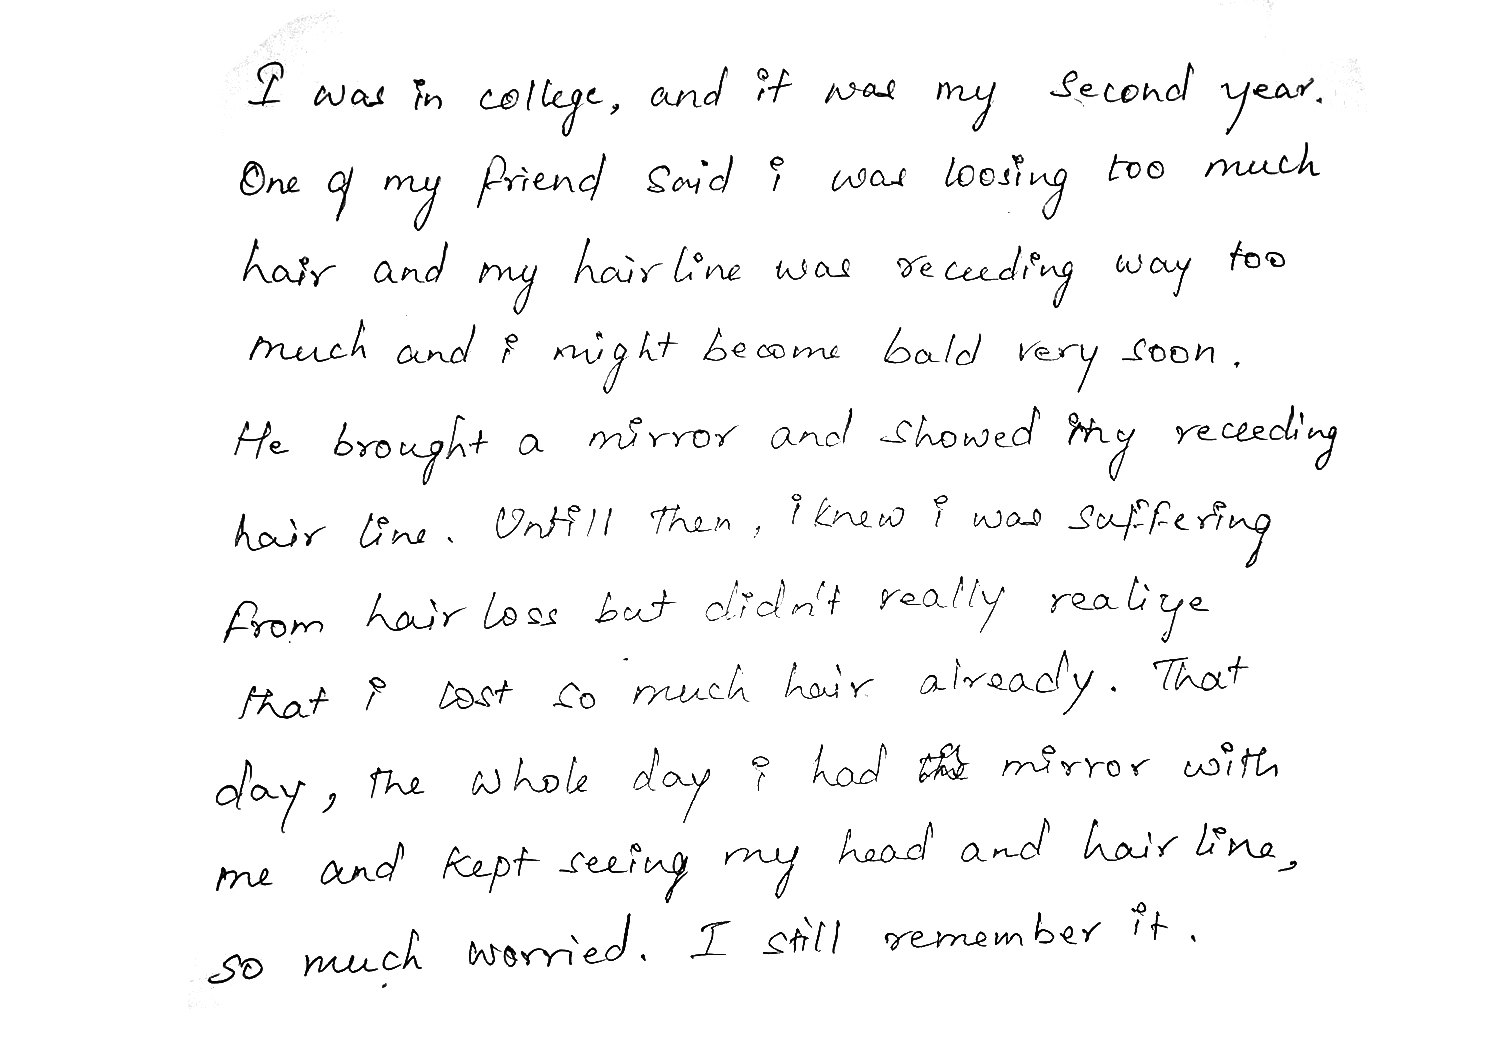 I was in college, and it was my second year.
One of my friend said i was loosing too much
hair and my hair line was receeding way too
much and i might become bald very soon.
He brought a mirror and showed my receeding
hair line. Untill then, i knew i was suffering
from hair loss but didn't really realize
that i lost so much hair already. That
day, the whole day i had the mirror with
me and kept seeing my head and hair line,
so much worried. I still remember it.